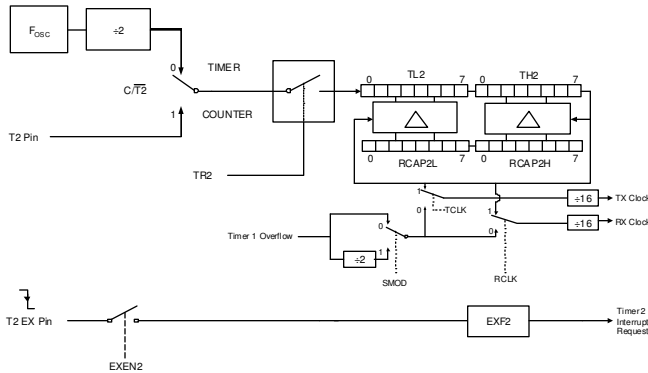 FOSC
÷2
0
TIMER
C/T2
1
COUNTER
T2 Pin
TR2
0
TL2
7
0
TH2
7
0
RCAP2L
7
0
RCAP2H
7
1
TCLK
0
÷16
TX Clock
1
0
÷16
RX Clock
RCLK
Timer 1 Overflow
0
÷2
1
SMOD
T2 EX Pin
EXEN2
EXF2
Timer 2
Interrupt
Request